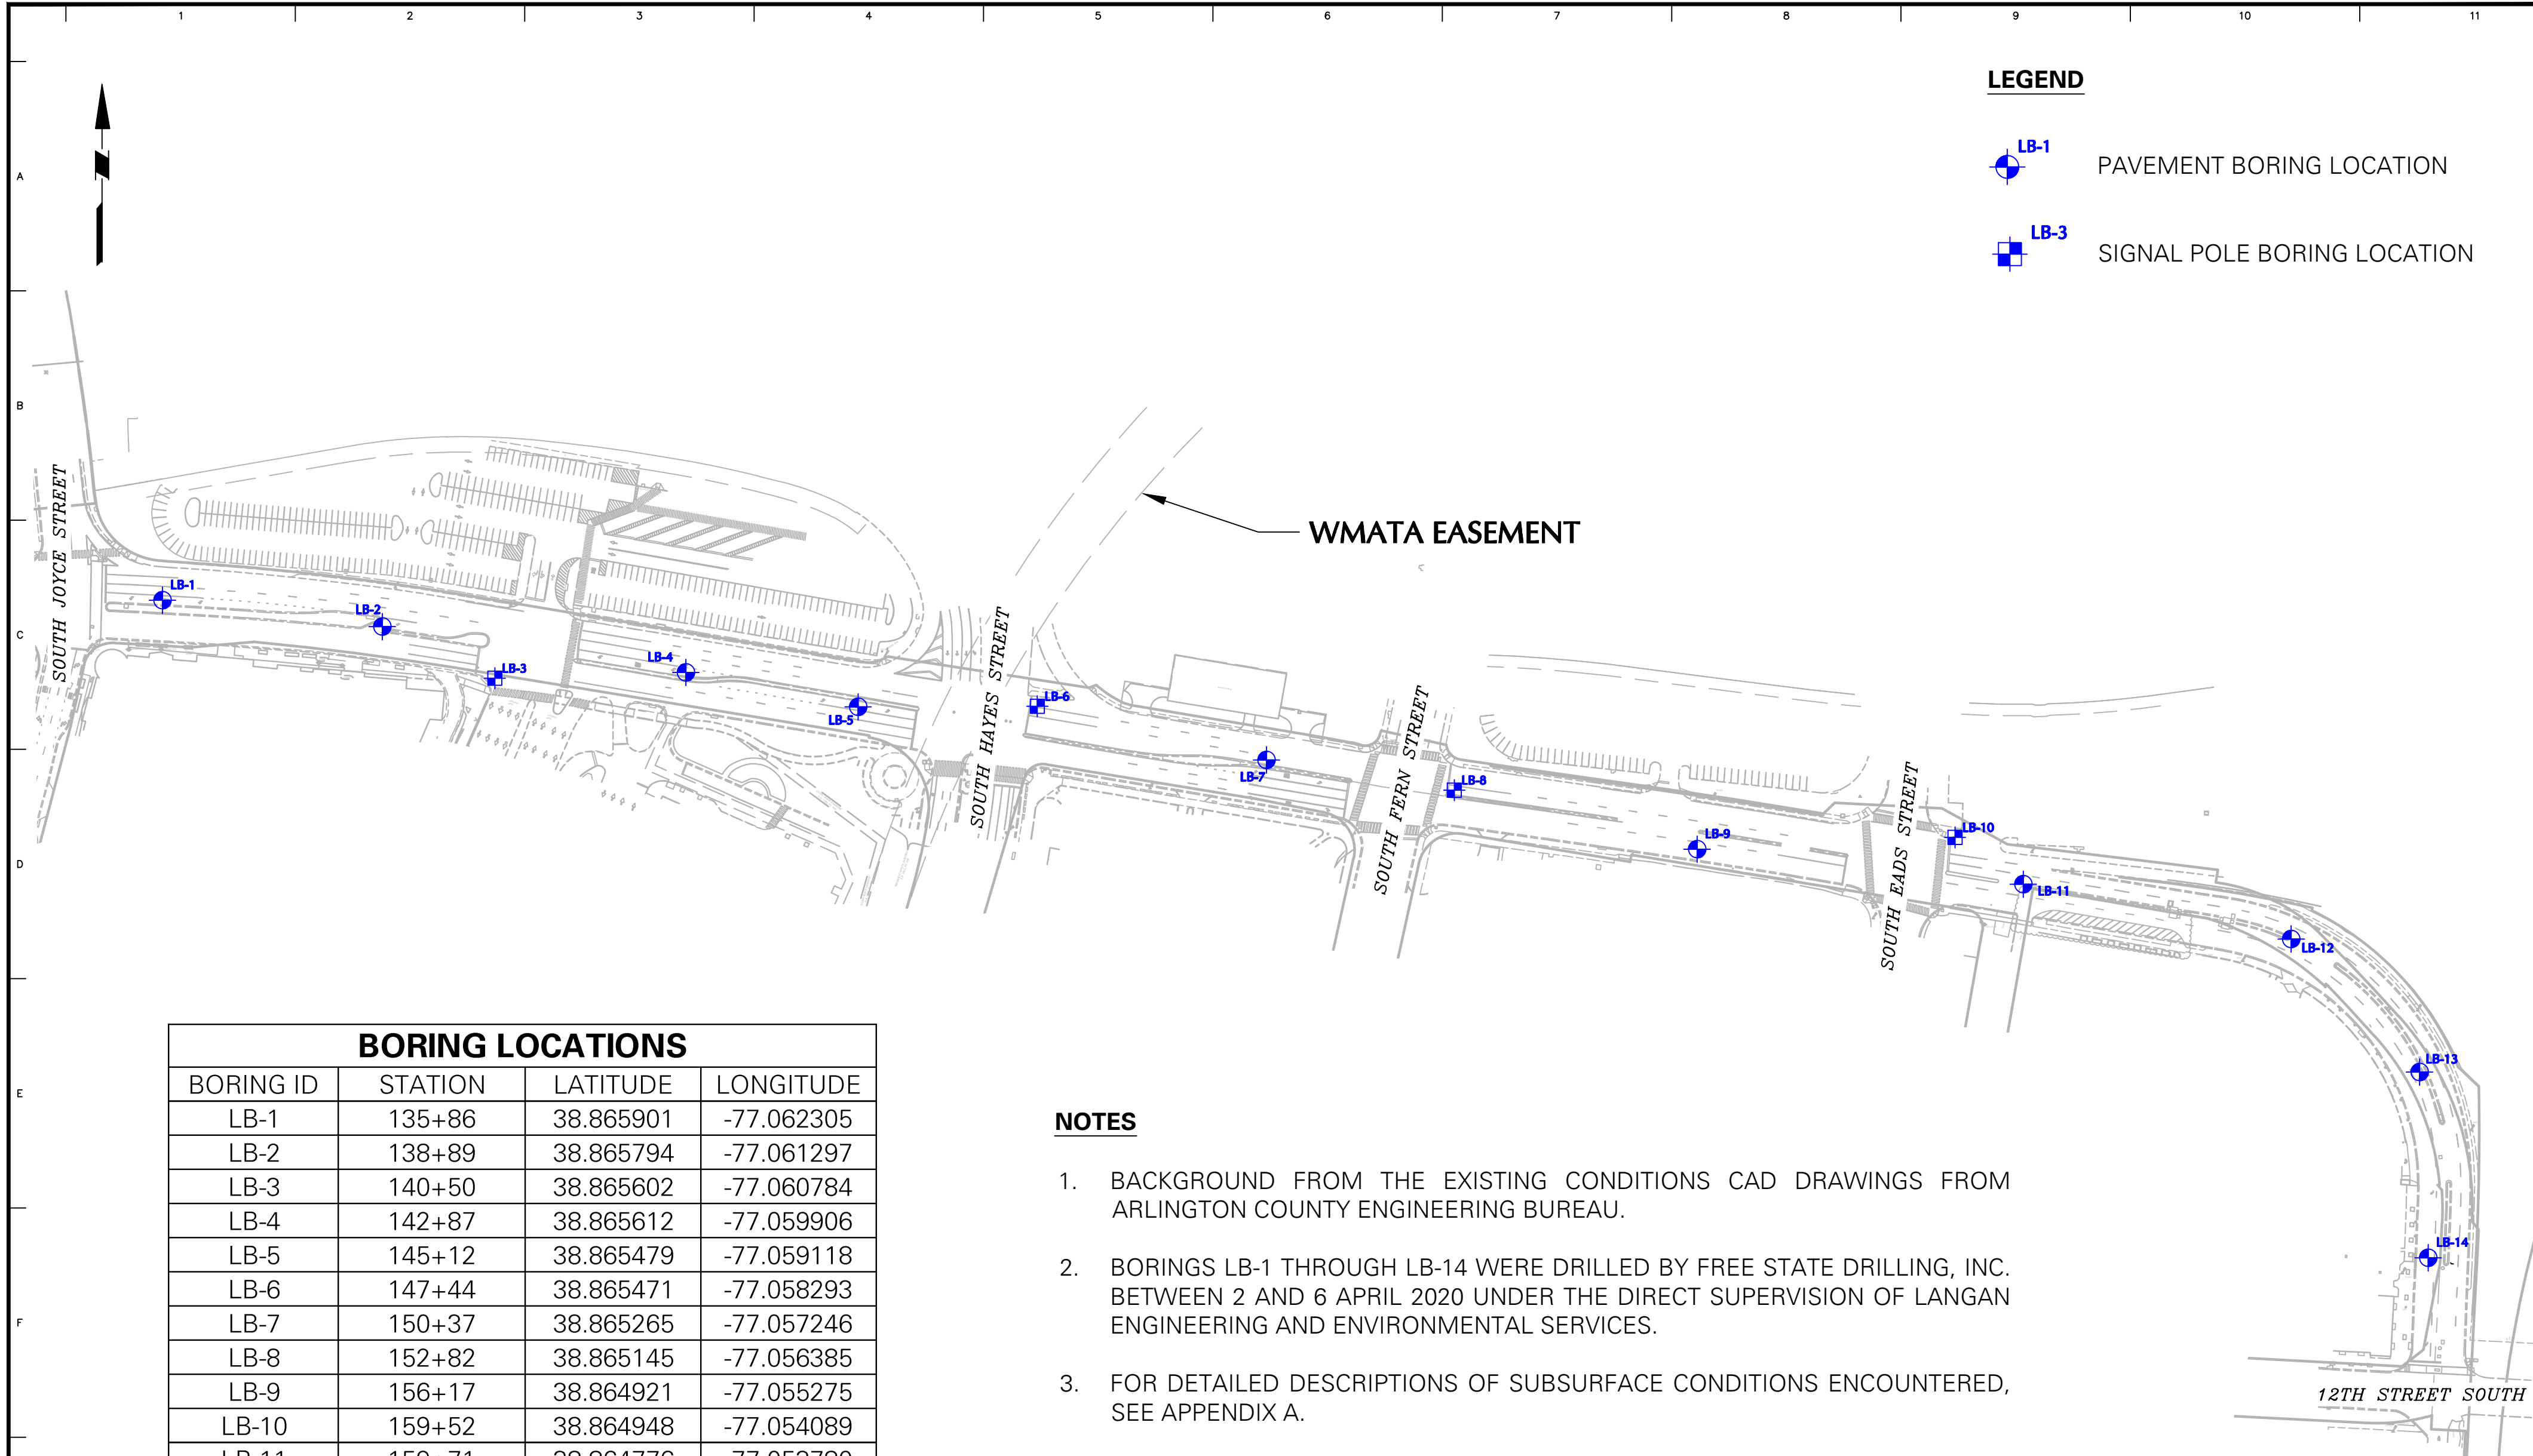 1 2 3 4 5 6 7 8 9 10 11
A
B
C
D
E
F
LEGEND
LB-1
PAVEMENT BORING LOCATION
LB-3
SIGNAL POLE BORING LOCATION
WMATA EASEMENT
SOUTH JOYCE STREET
SOUTH HAYES STREET
SOUTH FERN STREET
SOUTH EADS STREET
12TH STREET SOUTH
LB-1
LB-2
LB-3
LB-4
LB-5
LB-6
LB-7
LB-8
LB-9
LB-10
LB-11
LB-12
LB-13
LB-14
BORING LOCATIONS
BORING ID STATION LATITUDE LONGITUDE
LB-1 135+86 38.865901 -77.062305
LB-2 138+89 38.865794 -77.061297
LB-3 140+50 38.865602 -77.060784
LB-4 142+87 38.865612 -77.059906
LB-5 145+12 38.865479 -77.059118
LB-6 147+44 38.865471 -77.058293
LB-7 150+37 38.865265 -77.057246
LB-8 152+82 38.865145 -77.056385
LB-9 156+17 38.864921 -77.055275
LB-10 159+52 38.864948 -77.054089
NOTES
1. BACKGROUND FROM THE EXISTING CONDITIONS CAD DRAWINGS FROM
ARLINGTON COUNTY ENGINEERING BUREAU.
2. BORINGS LB-1 THROUGH LB-14 WERE DRILLED BY FREE STATE DRILLING, INC.
BETWEEN 2 AND 6 APRIL 2020 UNDER THE DIRECT SUPERVISION OF LANGAN
ENGINEERING AND ENVIRONMENTAL SERVICES.
3. FOR DETAILED DESCRIPTIONS OF SUBSURFACE CONDITIONS ENCOUNTERED,
SEE APPENDIX A.